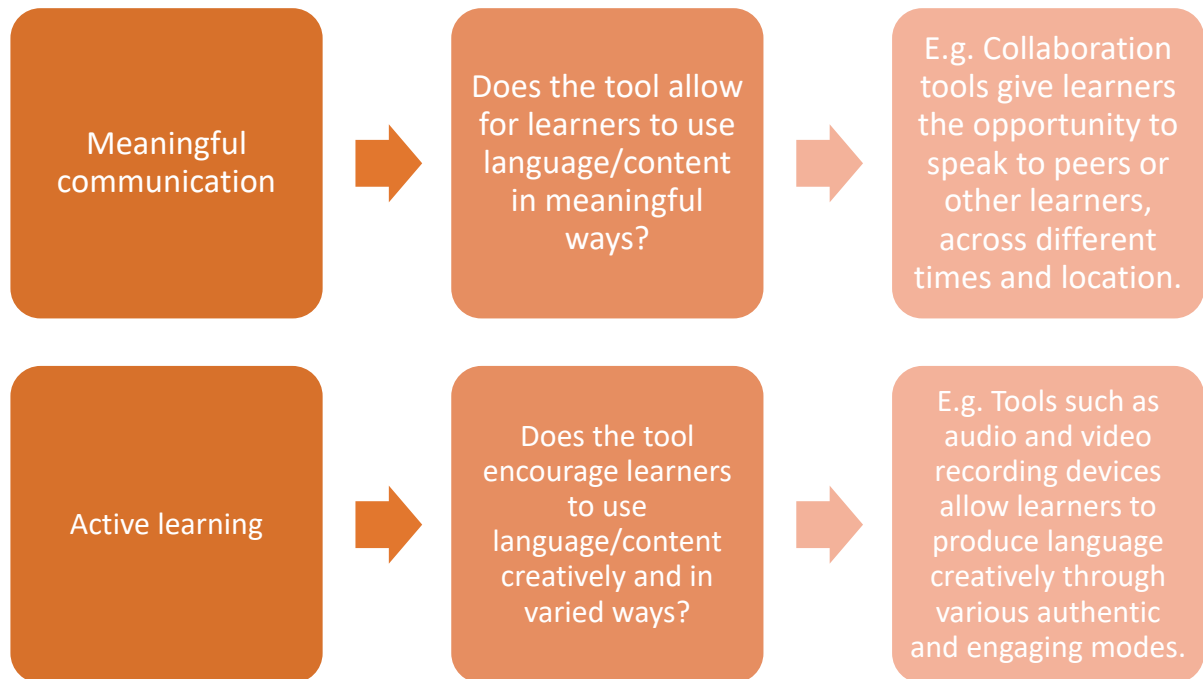 Meaningful
communication
Does the tool allow
for learners to use
language/content
in meaningful
ways?
E.g. Collaboration
tools give learners
the opportunity to
speak to peers or
other learners,
across different
times and location.
Active learning
Does the tool
encourage learners
to use
language/content
creatively and in
varied ways?
E.g. Tools such as
audio and video
recording devices
allow learners to
produce language
creatively through
various authentic
and engaging modes.